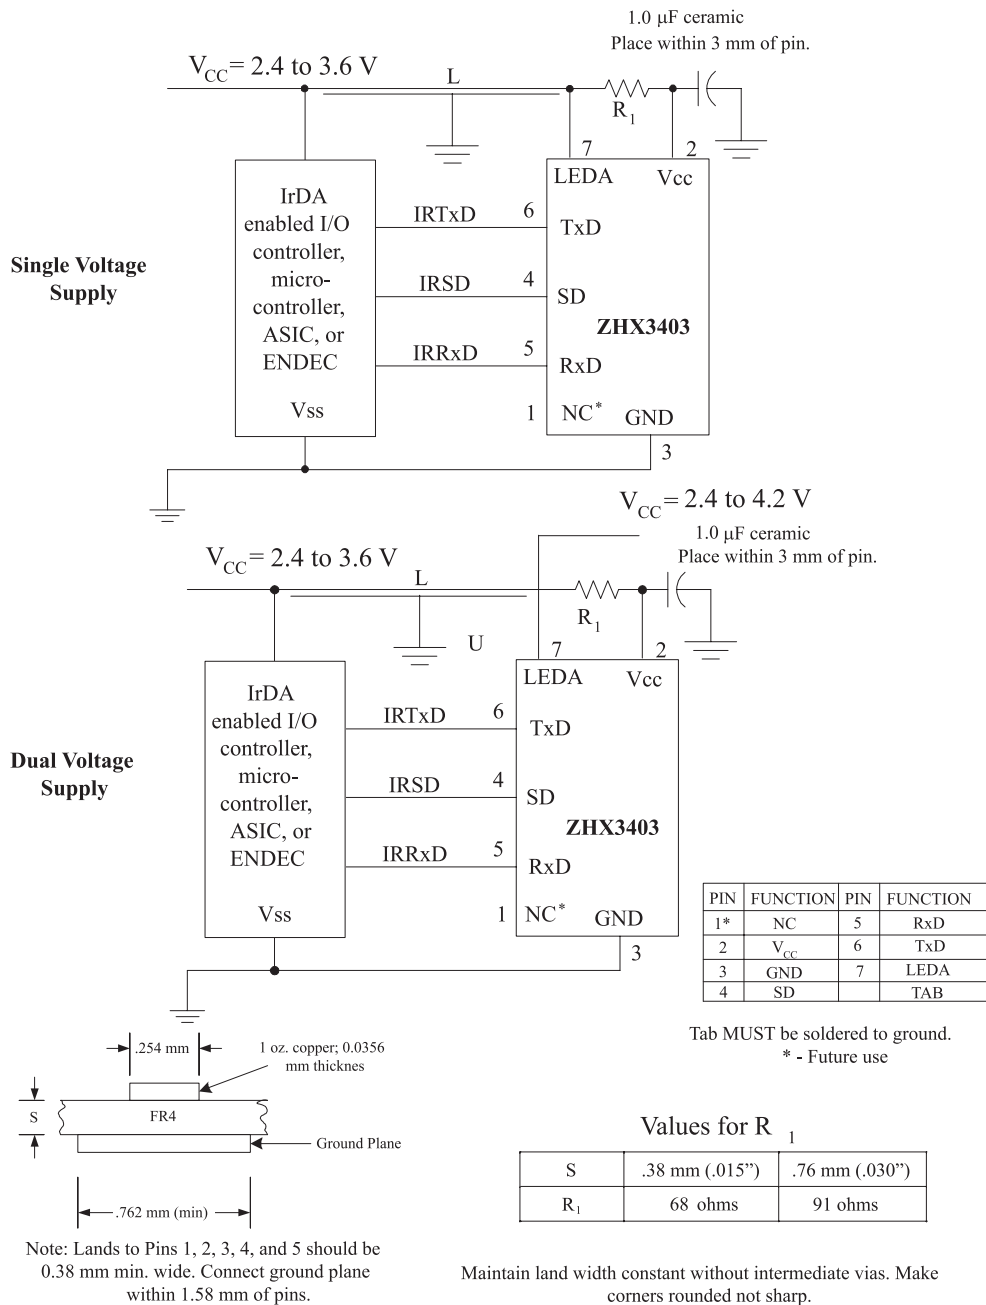 1.0 µF ceramic
Place within 3 mm of pin.
V_CC = 2.4 to 3.6 V
L
R_1
7
2
LEDA
Vcc
IrDA
enabled I/O
controller,
micro-
controller,
ASIC, or
ENDEC
Vss
IRTxD
6
TxD
Single Voltage
Supply
IRSD
4
SD
ZHX3403
IRRxD
5
RxD
1
NC*
GND
3
V_CC = 2.4 to 4.2 V
1.0 µF ceramic
Place within 3 mm of pin.
V_CC = 2.4 to 3.6 V
L
R_1
U
7
2
LEDA
Vcc
IrDA
enabled I/O
controller,
micro-
controller,
ASIC, or
ENDEC
Vss
IRTxD
6
TxD
Dual Voltage
Supply
IRSD
4
SD
ZHX3403
IRRxD
5
RxD
1
NC*
GND
3
PIN FUNCTION PIN FUNCTION
1* NC 5 RxD
2 V_CC 6 TxD
3 GND 7 LEDA
4 SD TAB
Tab MUST be soldered to ground.
* - Future use
.254 mm
1 oz. copper; 0.0356
mm thicknes
S
FR4
Ground Plane
.762 mm (min)
Note: Lands to Pins 1, 2, 3, 4, and 5 should be
0.38 mm min. wide. Connect ground plane
within 1.58 mm of pins.
Values for R_1
S .38 mm (.015”) .76 mm (.030”)
R_1 68 ohms 91 ohms
Maintain land width constant without intermediate vias. Make
corners rounded not sharp.